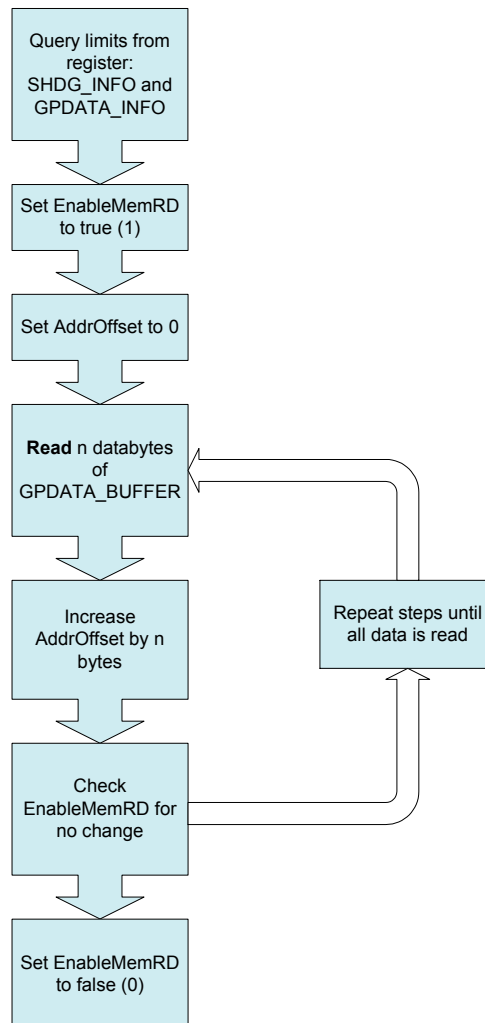 Query limits from
register:
SHDG_INFO and
GPDATA_INFO
Set EnableMemRD
to true (1)
Set AddrOffset to 0
Read n databytes
of
GPDATA_BUFFER
Increase
AddrOffset by n
bytes
Repeat steps until
all data is read
Check
EnableMemRD for
no change
Set EnableMemRD
to false (0)